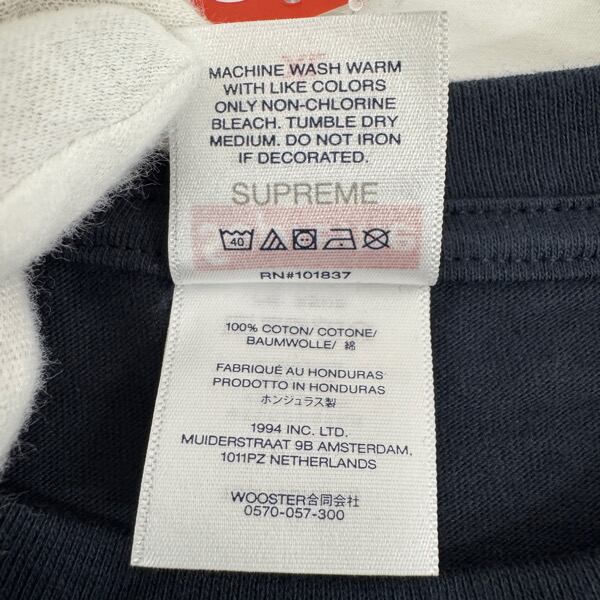 MACHINE WASH WARM
WITH LIKE COLORS
ONLY NON-CHLORINE
BLEACH. TUMBLE DRY
MEDIUM. DO NOT IRON
IF DECORATED.
SUPREME
40
RN#101837
100% COTON/ COTONE/
BAUMWOLLE/ 綿
FABRIQUÉ AU HONDURAS
PRODOTTO IN HONDURAS
ホンジュラス製
1994 INC. LTD.
MUIDERSTRAAT 9B AMSTERDAM,
1011PZ NETHERLANDS
WOOSTER合同会社
0570-057-300